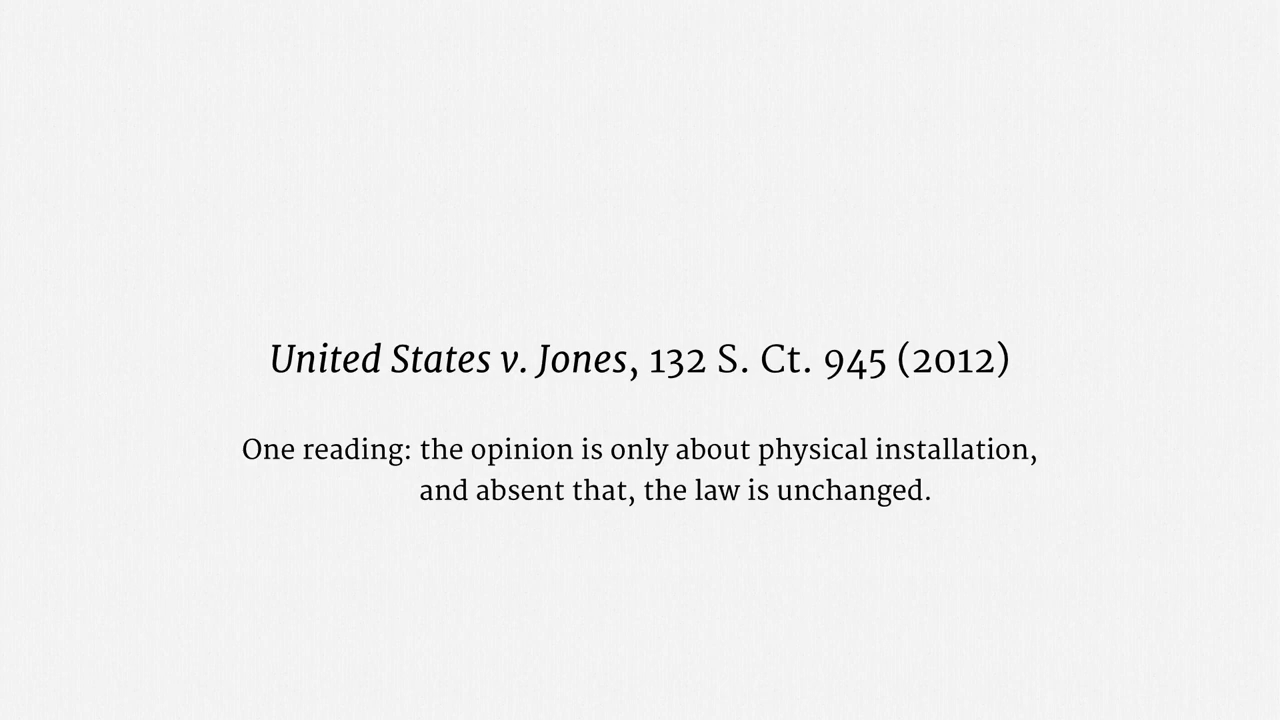 United States v. Jones, 132 S. Ct. 945 (2012)
One reading: the opinion is only about physical installation,
and absent that, the law is unchanged.